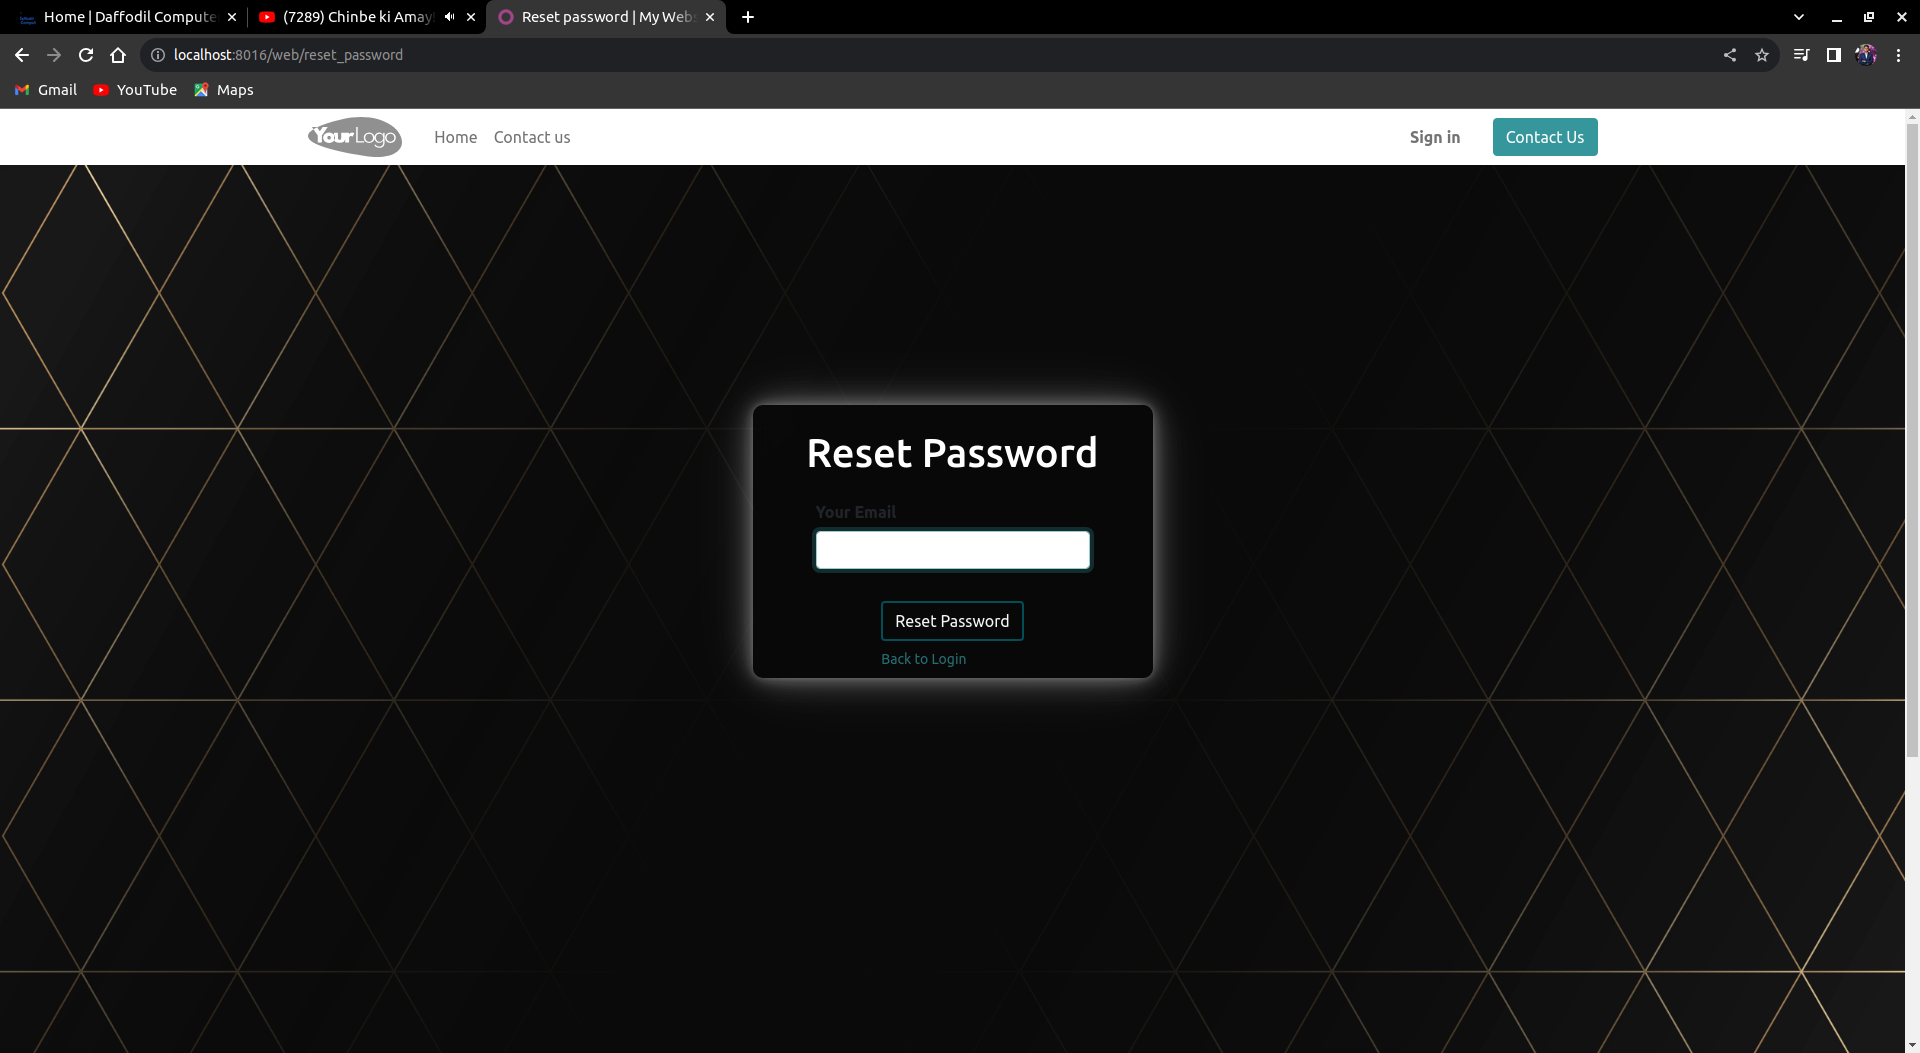 Home | Daffodil Compute
(7289) Chinbe ki Amay
Reset password | My Webs
localhost:8016/web/reset_password
Gmail YouTube Maps
YourLogo Home Contact us Sign in Contact Us
Reset Password
Your Email
Reset Password
Back to Login